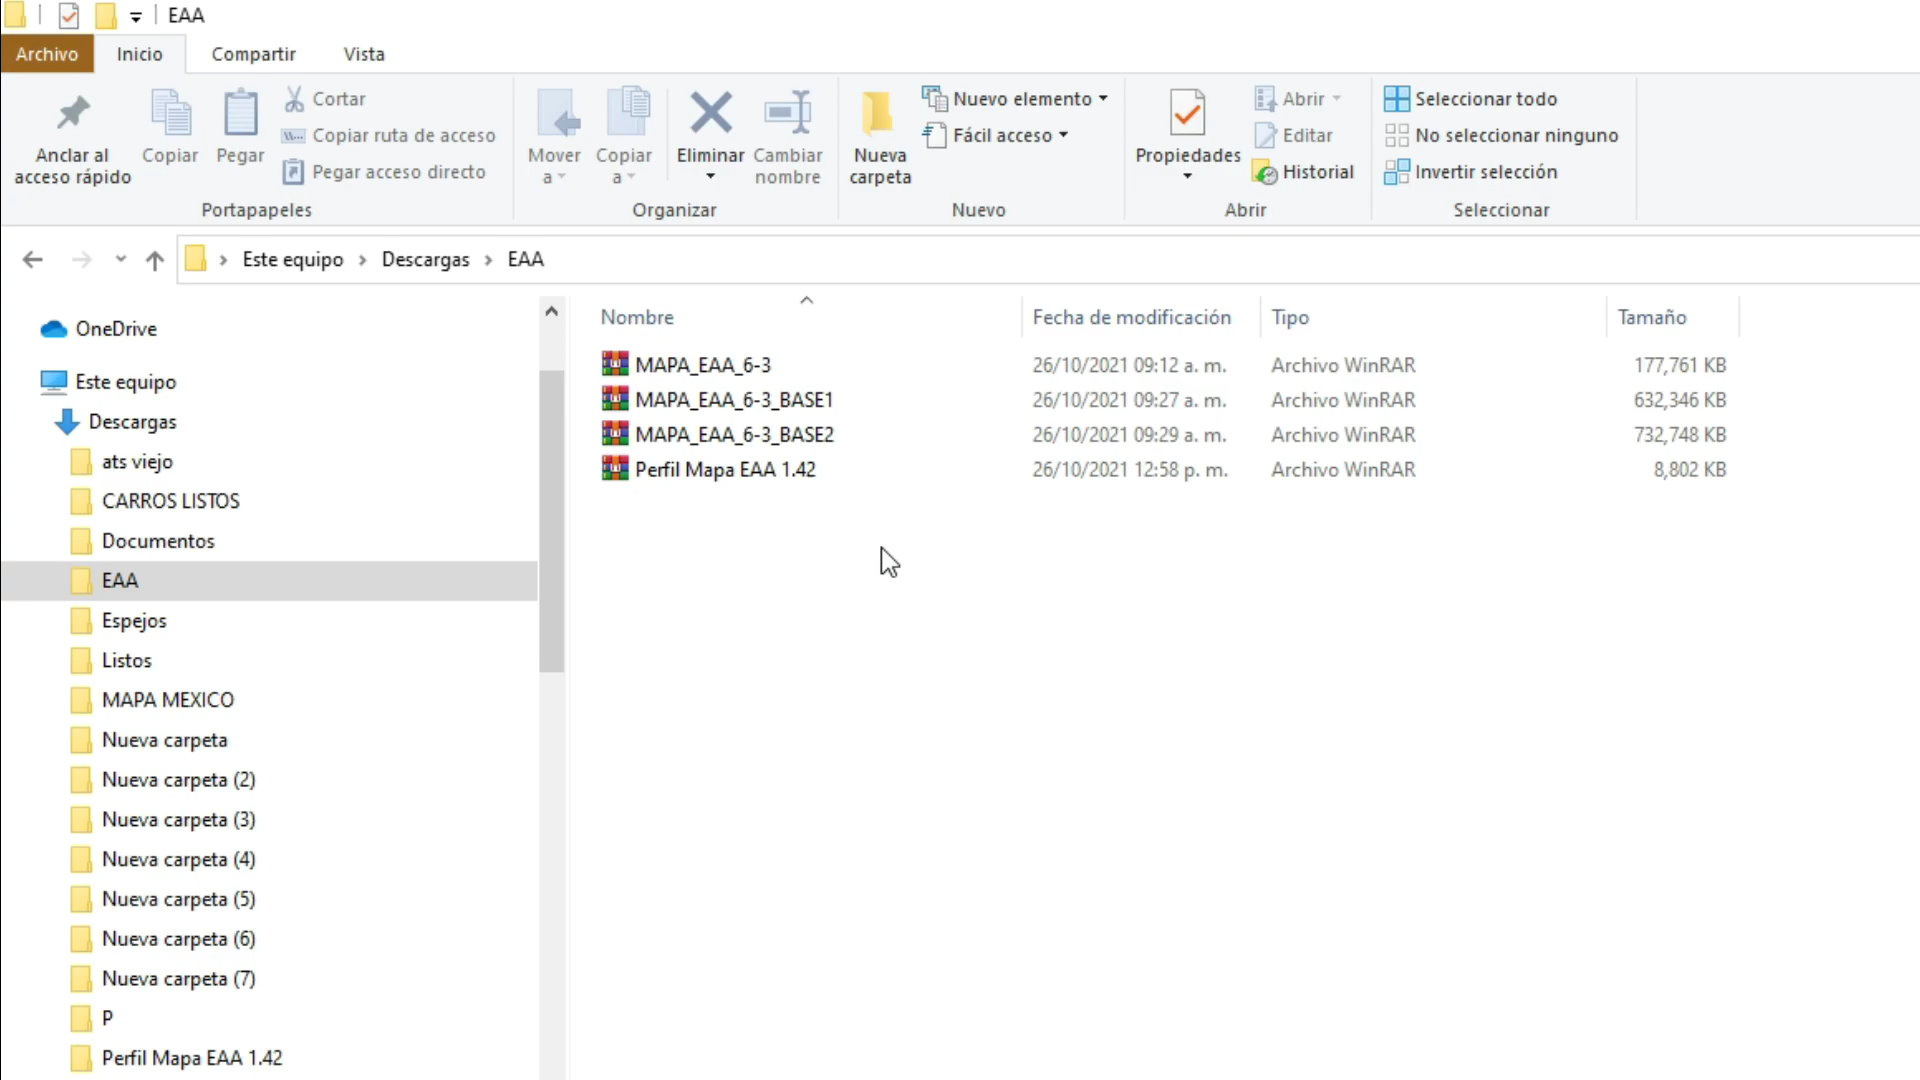 EAA
Archivo Inicio Compartir Vista
Anclar al acceso rápido
Copiar
Pegar
Cortar
Copiar ruta de acceso
Pegar acceso directo
Portapapeles
Mover a
Copiar a
Eliminar
Cambiar nombre
Organizar
Nueva carpeta
Nuevo elemento
Fácil acceso
Nuevo
Propiedades
Abrir
Editar
Historial
Abrir
Seleccionar todo
No seleccionar ninguno
Invertir selección
Seleccionar
Este equipo › Descargas › EAA
OneDrive
Este equipo
Descargas
ats viejo
CARROS LISTOS
Documentos
EAA
Espejos
Listos
MAPA MEXICO
Nueva carpeta
Nueva carpeta (2)
Nueva carpeta (3)
Nueva carpeta (4)
Nueva carpeta (5)
Nueva carpeta (6)
Nueva carpeta (7)
P
Perfil Mapa EAA 1.42
Nombre Fecha de modificación Tipo Tamaño
MAPA_EAA_6-3 26/10/2021 09:12 a. m. Archivo WinRAR 177,761 KB
MAPA_EAA_6-3_BASE1 26/10/2021 09:27 a. m. Archivo WinRAR 632,346 KB
MAPA_EAA_6-3_BASE2 26/10/2021 09:29 a. m. Archivo WinRAR 732,748 KB
Perfil Mapa EAA 1.42 26/10/2021 12:58 p. m. Archivo WinRAR 8,802 KB